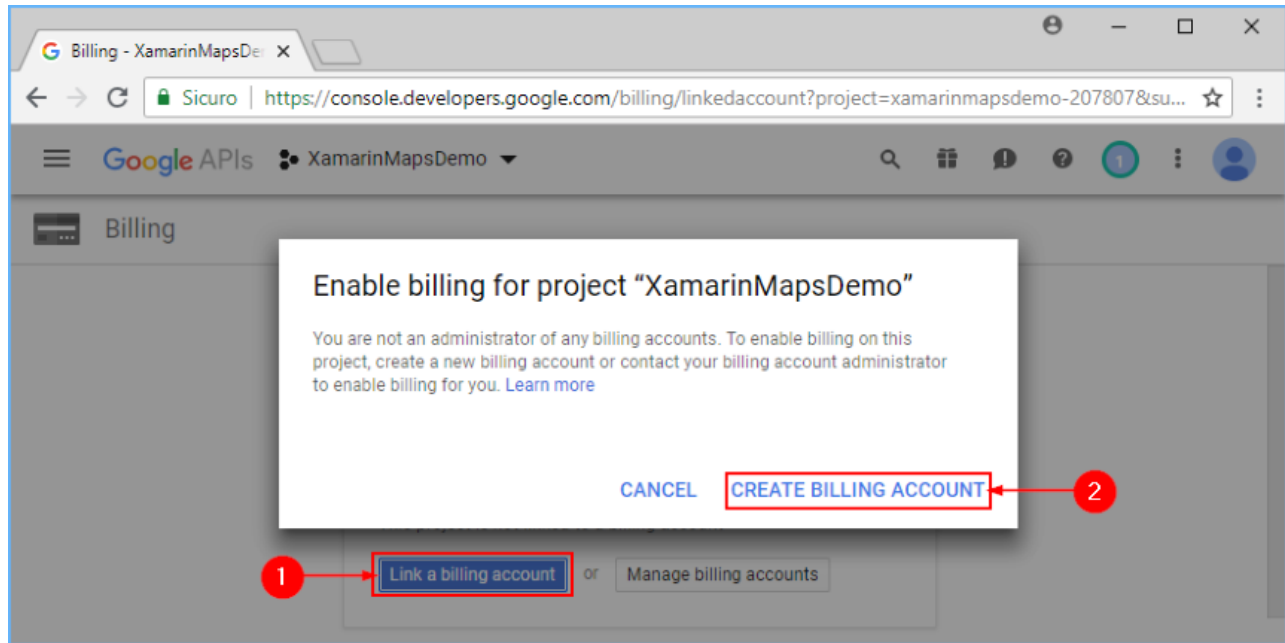 Billing - XamarinMapsDe
Sicuro https://console.developers.google.com/billing/linkedaccount?project=xamarinmapsdemo-207807&su...
Google APIs XamarinMapsDemo 1
Billing
Enable billing for project “XamarinMapsDemo”
You are not an administrator of any billing accounts. To enable billing on this
project, create a new billing account or contact your billing account administrator
to enable billing for you. Learn more
CANCEL CREATE BILLING ACCOUNT 2
1 Link a billing account or Manage billing accounts